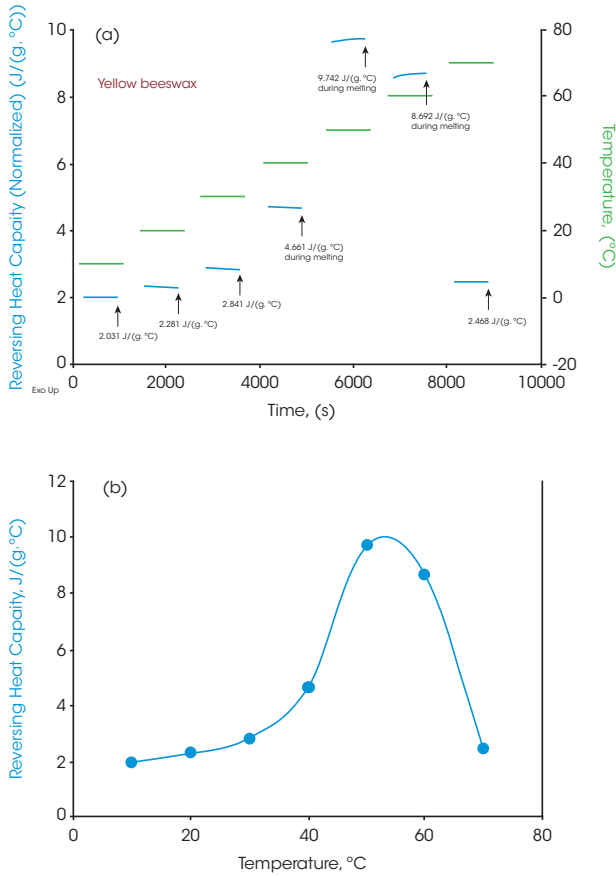 (a)
Yellow beeswax
Reversing Heat Capaity (Normalized) (J/(g. °C))
10
8
6
4
2
0
80
60
40
20
0
-20
Temperature, (°C)
9.742 J/(g. °C)
during melting
8.692 J/(g. °C)
during melting
4.661 J/(g. °C)
during melting
2.841 J/(g. °C)
2.281 J/(g. °C)
2.031 J/(g. °C)
2.468 J/(g. °C)
Exo Up
0
2000
4000
6000
8000
10000
Time, (s)
(b)
Reversing Heat Capaity, J/(g·°C)
12
10
8
6
4
2
0
0
20
40
60
80
Temperature, °C